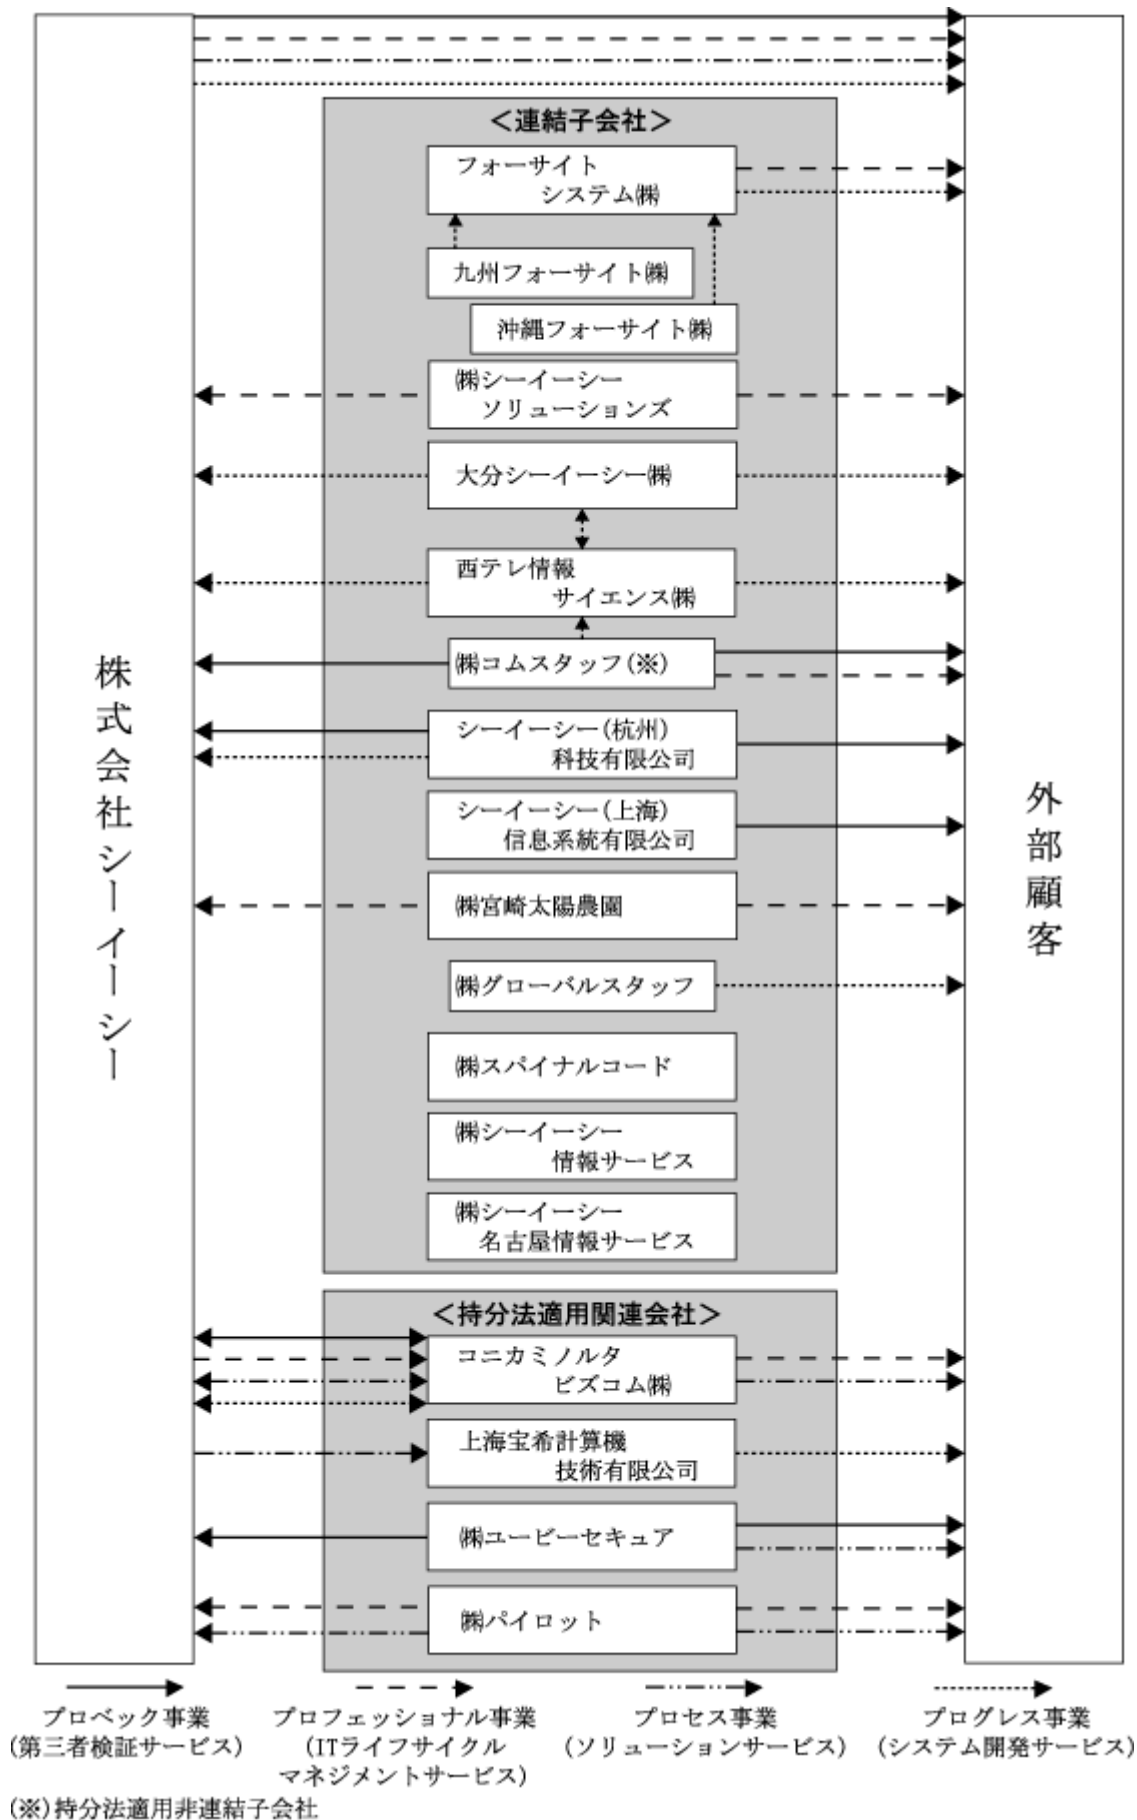 株式会社シーイーシー
外部顧客
＜連結子会社＞
フォーサイト
システム㈱
九州フォーサイト㈱
沖縄フォーサイト㈱
㈱シーイーシー
ソリューションズ
大分シーイーシー㈱
西テレ情報
サイエンス㈱
㈱コムスタッフ(※)
シーイーシー(杭州)
科技有限公司
シーイーシー(上海)
信息系統有限公司
㈱宮崎太陽農園
㈱グローバルスタッフ
㈱スパイナルコード
㈱シーイーシー
情報サービス
㈱シーイーシー
名古屋情報サービス
＜持分法適用関連会社＞
コニカミノルタ
ビズコム㈱
上海宝希計算機
技術有限公司
㈱ユービーセキュア
㈱パイロット
プロベック事業
(第三者検証サービス)
プロフェッショナル事業
(ITライフサイクル
マネジメントサービス)
プロセス事業
(ソリューションサービス)
プログレス事業
(システム開発サービス)
(※)持分法適用非連結子会社